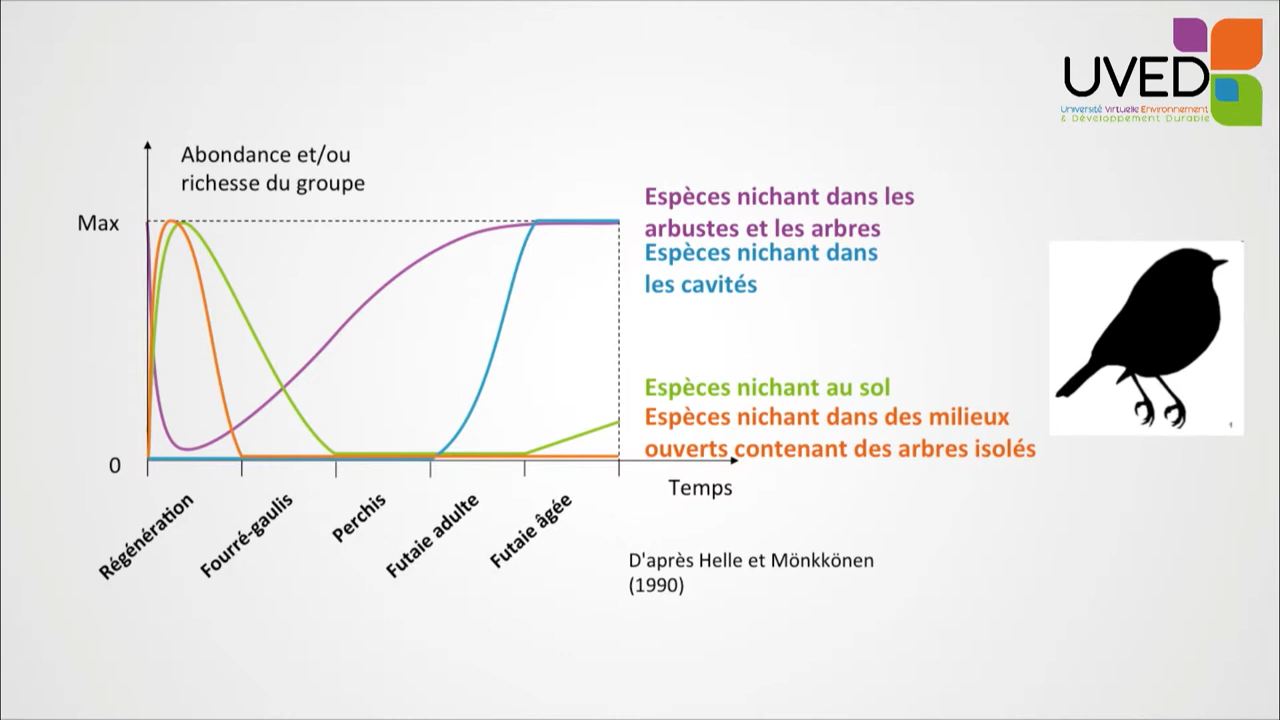 UVED
Université Virtuelle Environnement
& Développement Durable
Abondance et/ou
richesse du groupe
Max
0
Espèces nichant dans les
arbustes et les arbres
Espèces nichant dans
les cavités
Espèces nichant au sol
Espèces nichant dans des milieux
ouverts contenant des arbres isolés
Temps
Régénération
Fourré-gaulis
Perchis
Futaie adulte
Futaie âgée
D'après Helle et Mönkkönen
(1990)